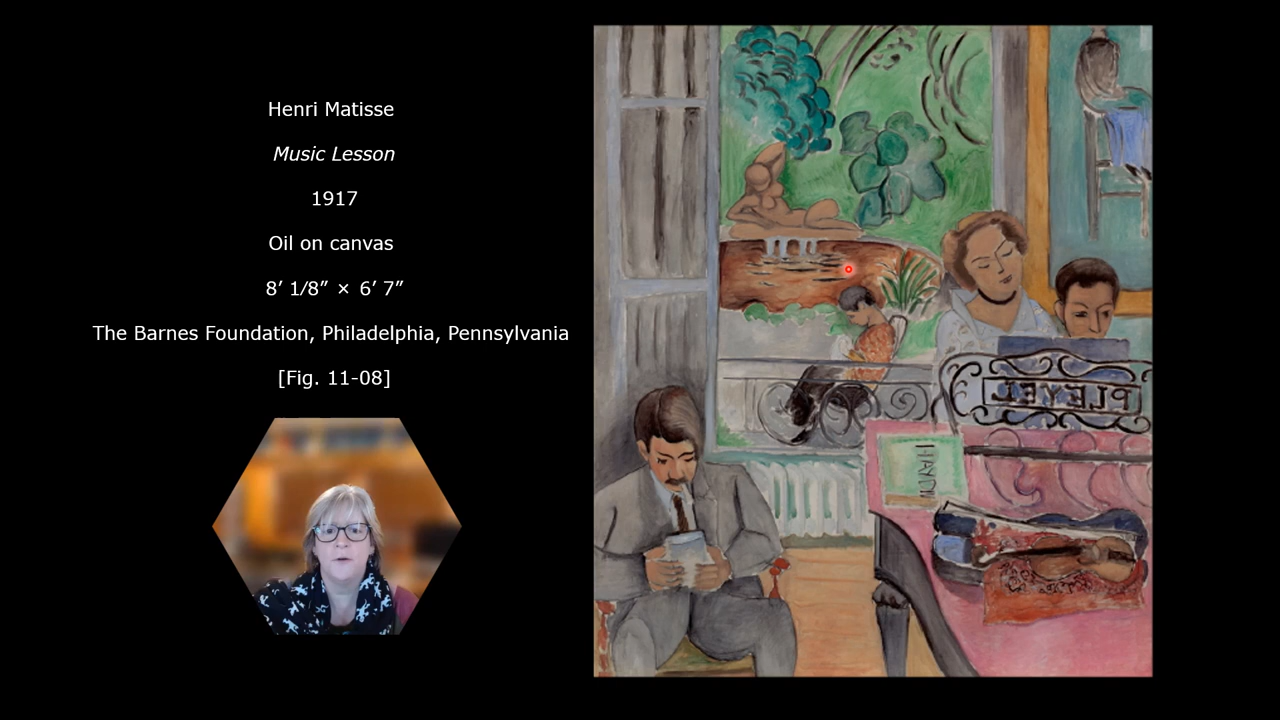 Henri Matisse
Music Lesson
1917
Oil on canvas
8’ 1/8” × 6’ 7”
The Barnes Foundation, Philadelphia, Pennsylvania
[Fig. 11-08]
PLEYEL
HAYDN